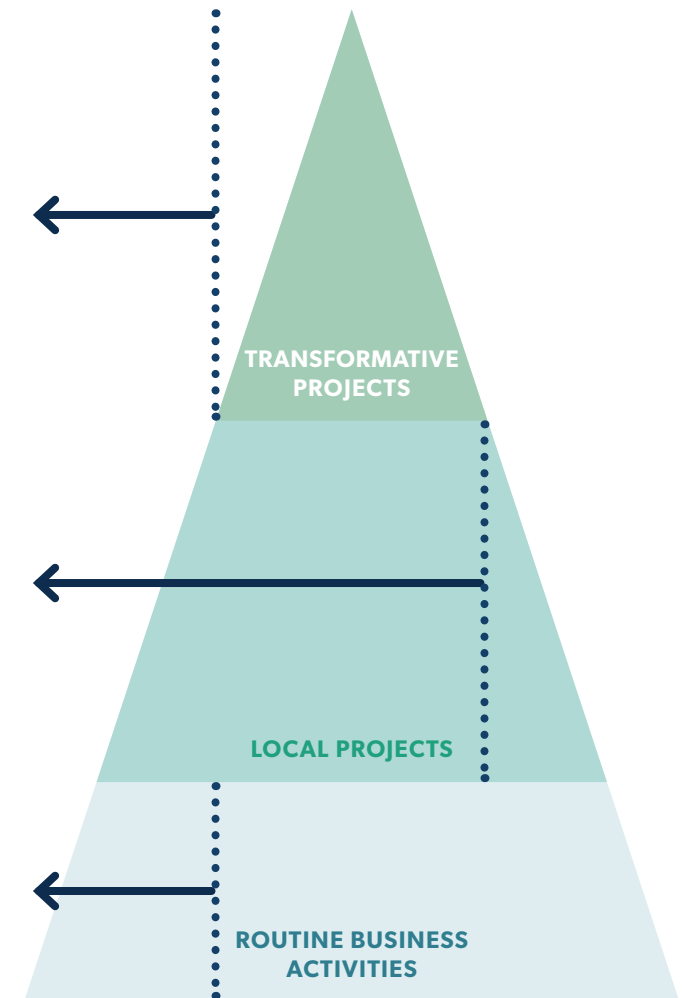 TRANSFORMATIVE
PROJECTS
LOCAL PROJECTS
ROUTINE BUSINESS
ACTIVITIES